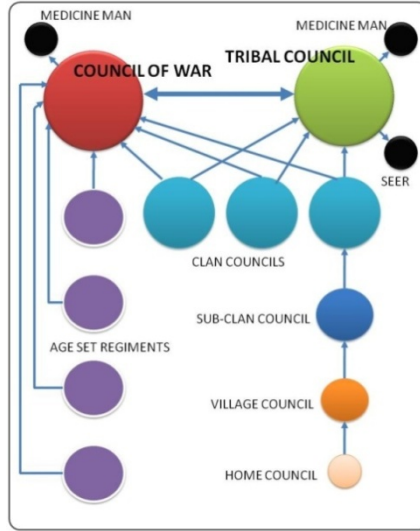 MEDICINE MAN
MEDICINE MAN
TRIBAL COUNCIL
COUNCIL OF WAR
SEER
CLAN COUNCILS
SUB-CLAN COUNCIL
AGE SET REGIMENTS
VILLAGE COUNCIL
HOME COUNCIL